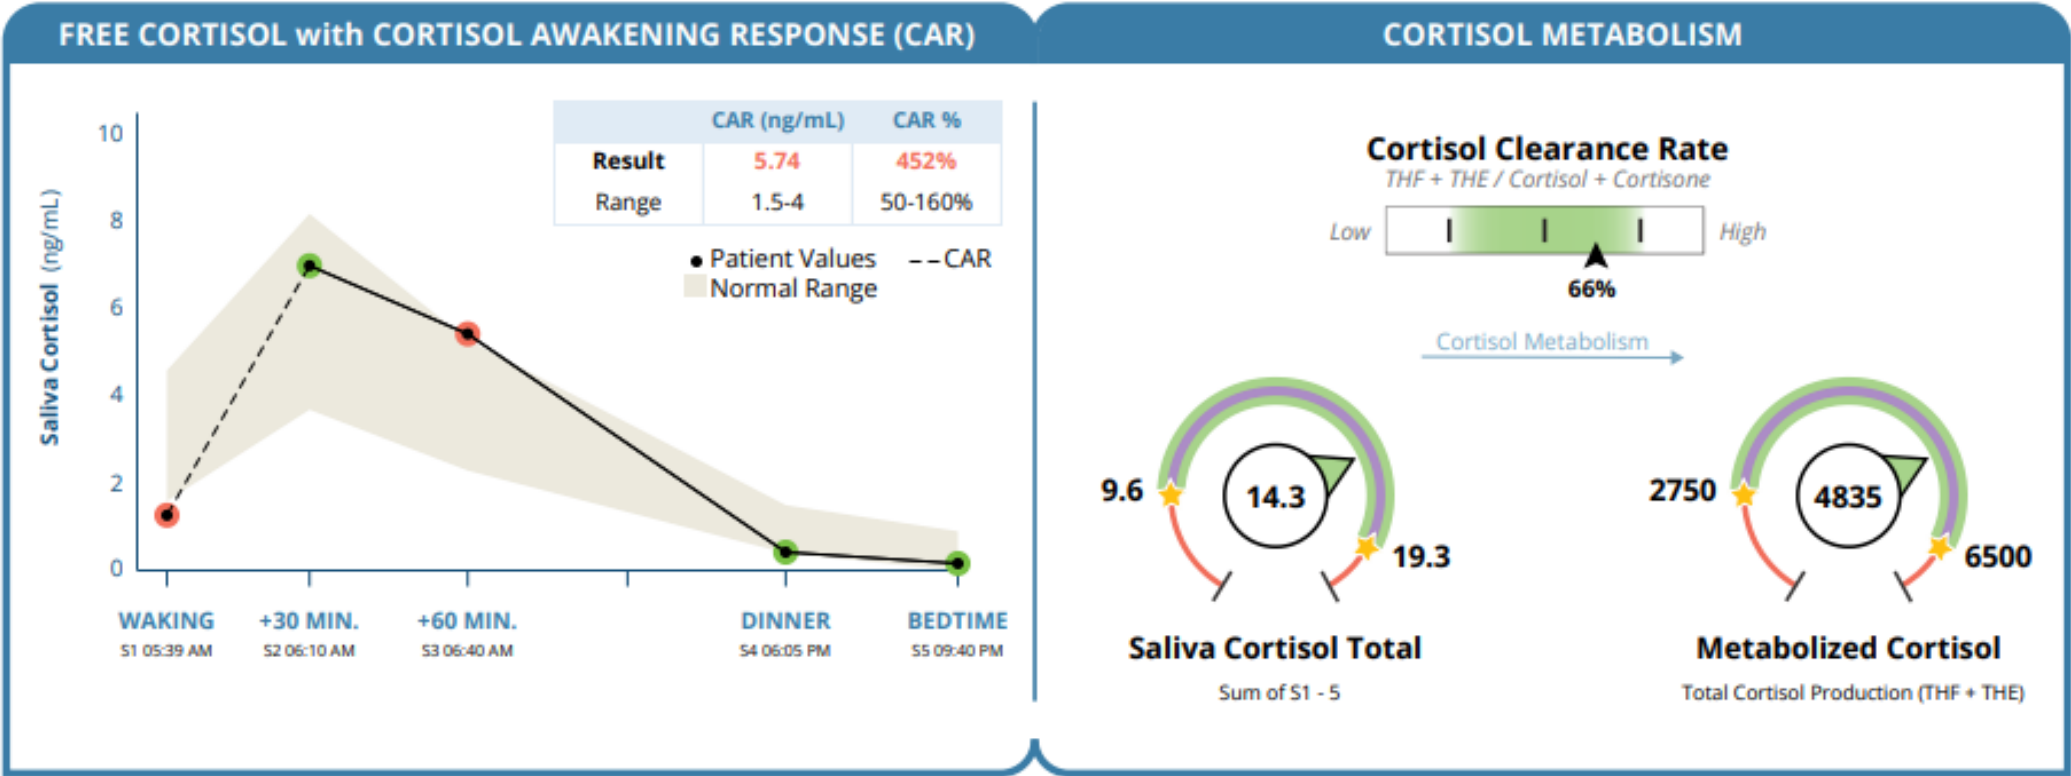 FREE CORTISOL with CORTISOL AWAKENING RESPONSE (CAR)
CAR (ng/mL) CAR %
Result 5.74 452%
Range 1.5-4 50-160%
Patient Values CAR
Normal Range
Saliva Cortisol (ng/mL)
10
8
6
4
2
0
WAKING +30 MIN. +60 MIN. DINNER BEDTIME
S1 05:39 AM S2 06:10 AM S3 06:40 AM S4 06:05 PM S5 09:40 PM
CORTISOL METABOLISM
Cortisol Clearance Rate
THF + THE / Cortisol + Cortisone
Low High
66%
Cortisol Metabolism
9.6 14.3 19.3
Saliva Cortisol Total
Sum of S1 - 5
2750 4835 6500
Metabolized Cortisol
Total Cortisol Production (THF + THE)